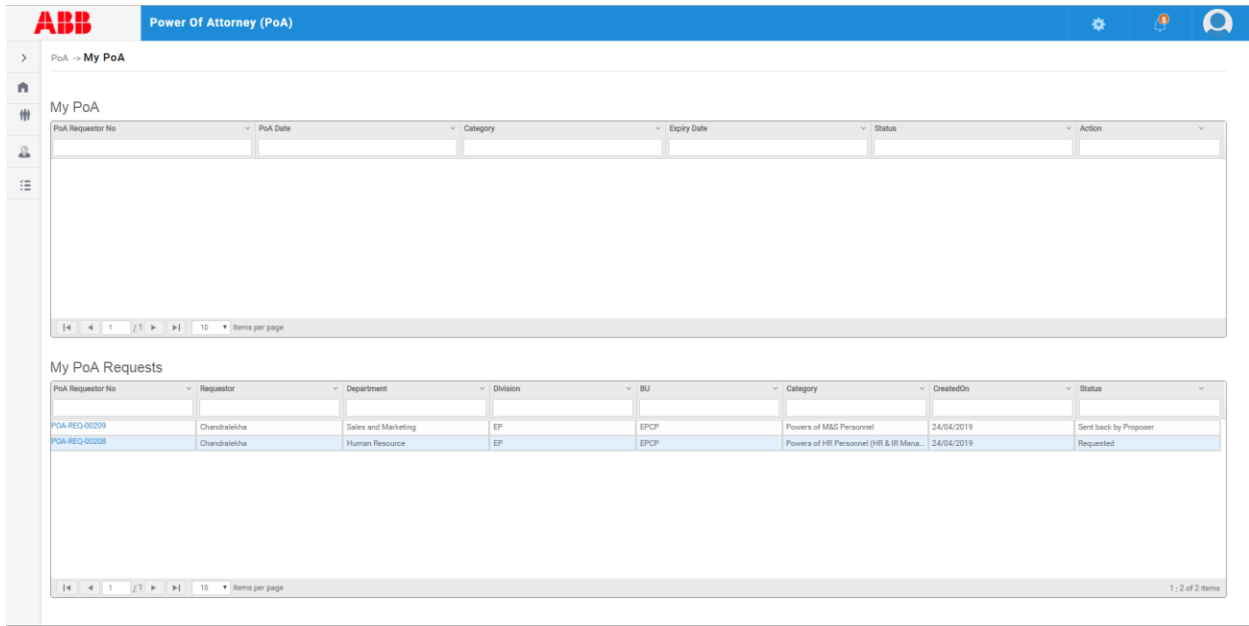 ABB Power Of Attorney (PoA) 5
PoA -> My PoA
My PoA
PoA Requestor No PoA Date Category Expiry Date Status Action
1 / 1 10 items per page
My PoA Requests
PoA Requestor No Requestor Department Division BU Category CreatedOn Status
POA-REQ-00209 Chandralekha Sales and Marketing EP EPCP Powers of M&S Personnel 24/04/2019 Sent back by Proposer
POA-REQ-00208 Chandralekha Human Resource EP EPCP Powers of HR Personnel (HR & IR Mana... 24/04/2019 Requested
1 / 1 10 items per page 1 - 2 of 2 items